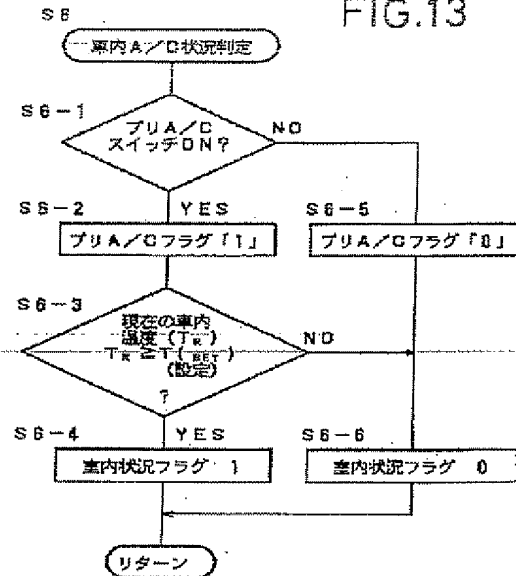 FIG.13
S6
車内A/C状況判定
S6-1
プリA/C
スイッチON?
NO
S6-2
YES
S6-5
プリA/Cフラグ「1」
プリA/Cフラグ「0」
S6-3
現在の車内
温度(TR)
TR≧T(SET)
(設定)
?
NO
S6-4
YES
S6-6
室内状況フラグ 1
室内状況フラグ 0
リターン